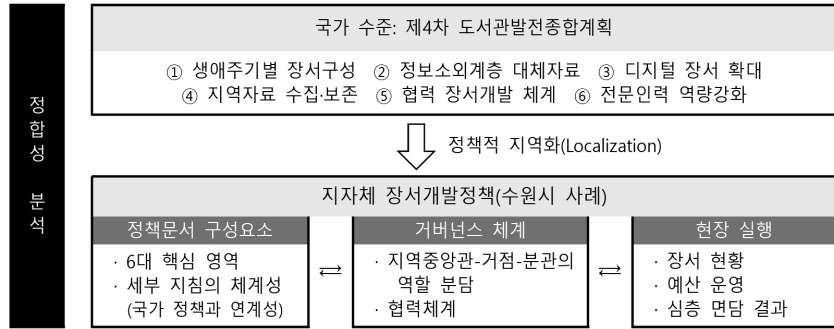 정합성 분석
국가 수준: 제4차 도서관발전종합계획
① 생애주기별 장서구성 ② 정보소외계층 대체자료 ③ 디지털 장서 확대
④ 지역자료 수집·보존 ⑤ 협력 장서개발 체계 ⑥ 전문인력 역량강화
정책적 지역화(Localization)
지자체 장서개발정책(수원시 사례)
정책문서 구성요소
· 6대 핵심 영역
· 세부 지침의 체계성
(국가 정책과 연계성)
거버넌스 체계
· 지역중앙관-거점-분관의
역할 분담
· 협력체계
현장 실행
· 장서 현황
· 예산 운영
· 심층 면담 결과